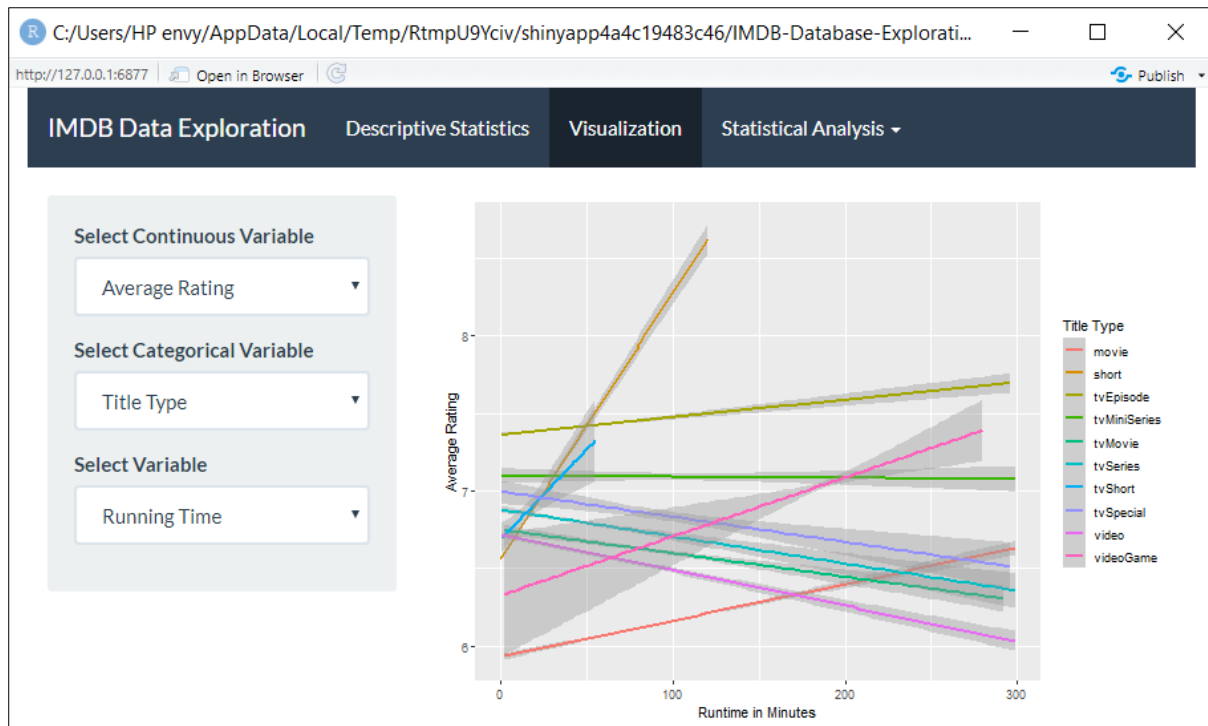 C:/Users/HP envy/AppData/Local/Temp/RtmpU9Yciv/shinyapp4a4c19483c46/IMDB-Database-Explorati...
http://127.0.0.1:6877 Open in Browser Publish
IMDB Data Exploration Descriptive Statistics Visualization Statistical Analysis
Select Continuous Variable
Average Rating
Select Categorical Variable
Title Type
Select Variable
Running Time
Average Rating
8
7
6
0 100 200 300
Runtime in Minutes
Title Type
movie
short
tvEpisode
tvMiniSeries
tvMovie
tvSeries
tvShort
tvSpecial
video
videoGame